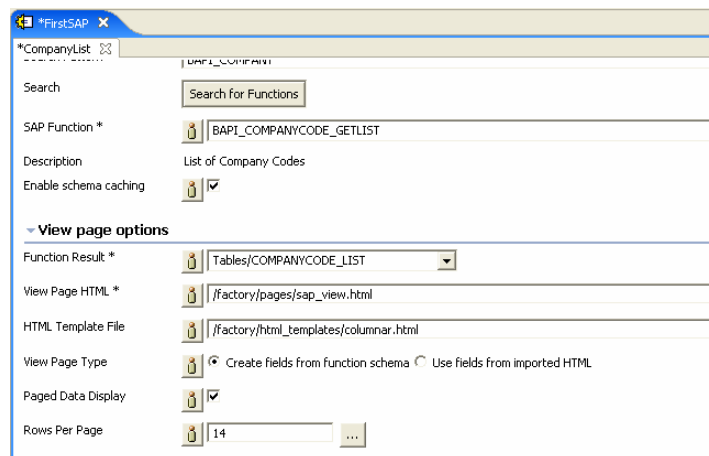 *FirstSAP
*CompanyList
Search Pattern BAPI_COMPANY
Search Search for Functions
SAP Function * BAPI_COMPANYCODE_GETLIST
Description List of Company Codes
Enable schema caching
View page options
Function Result * Tables/COMPANYCODE_LIST
View Page HTML * /factory/pages/sap_view.html
HTML Template File /factory/html_templates/columnar.html
View Page Type Create fields from function schema Use fields from imported HTML
Paged Data Display
Rows Per Page 14 ...